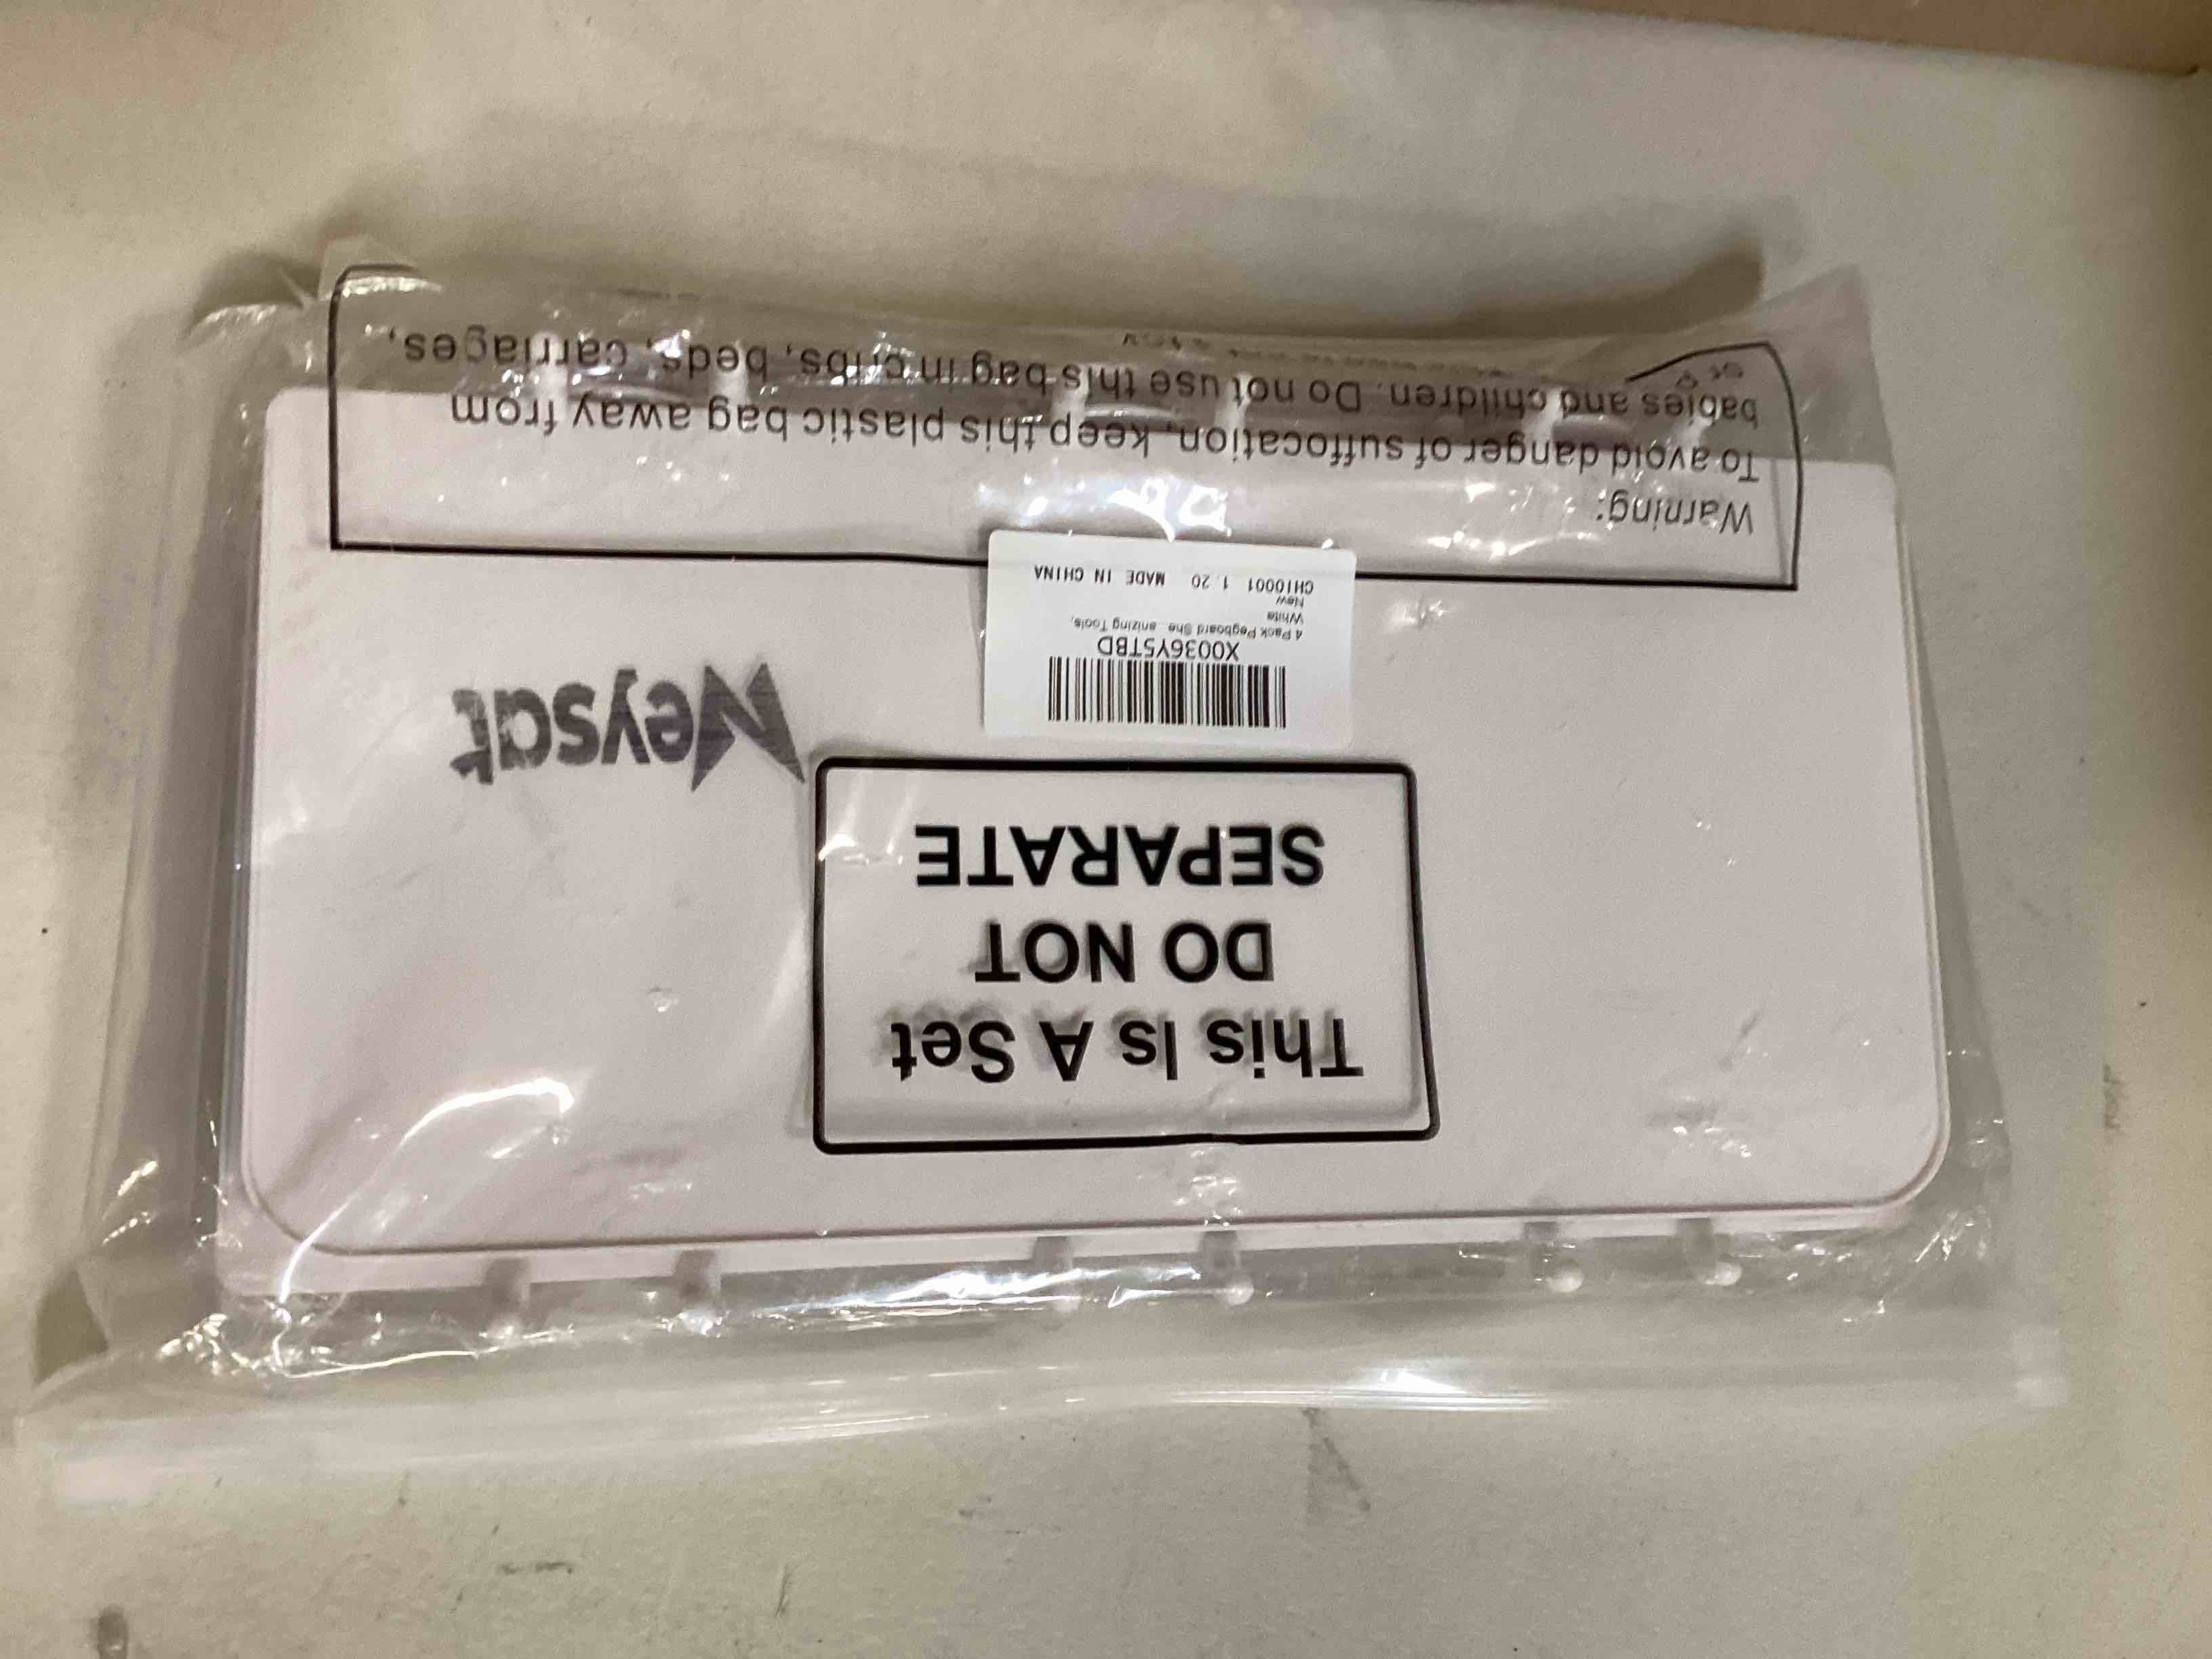 This Is A Set
DO NOT
SEPARATE
Neysat
X0036Y5TBD
4 Pack Pegboard She...anizing Tools,
White
New
CHI0001 1.20 MADE IN CHINA
Warning:
To avoid danger of suffocation, keep this plastic bag away from
babies and children. Do not use this bag in cribs, beds, carriages,
or